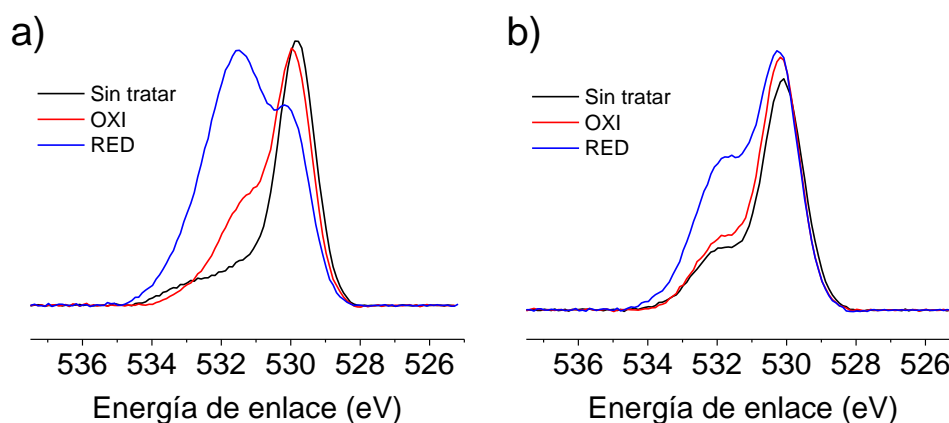 a)
Sin tratar
OXI
RED
536 534 532 530 528 526
Energía de enlace (eV)
b)
Sin tratar
OXI
RED
536 534 532 530 528 526
Energía de enlace (eV)